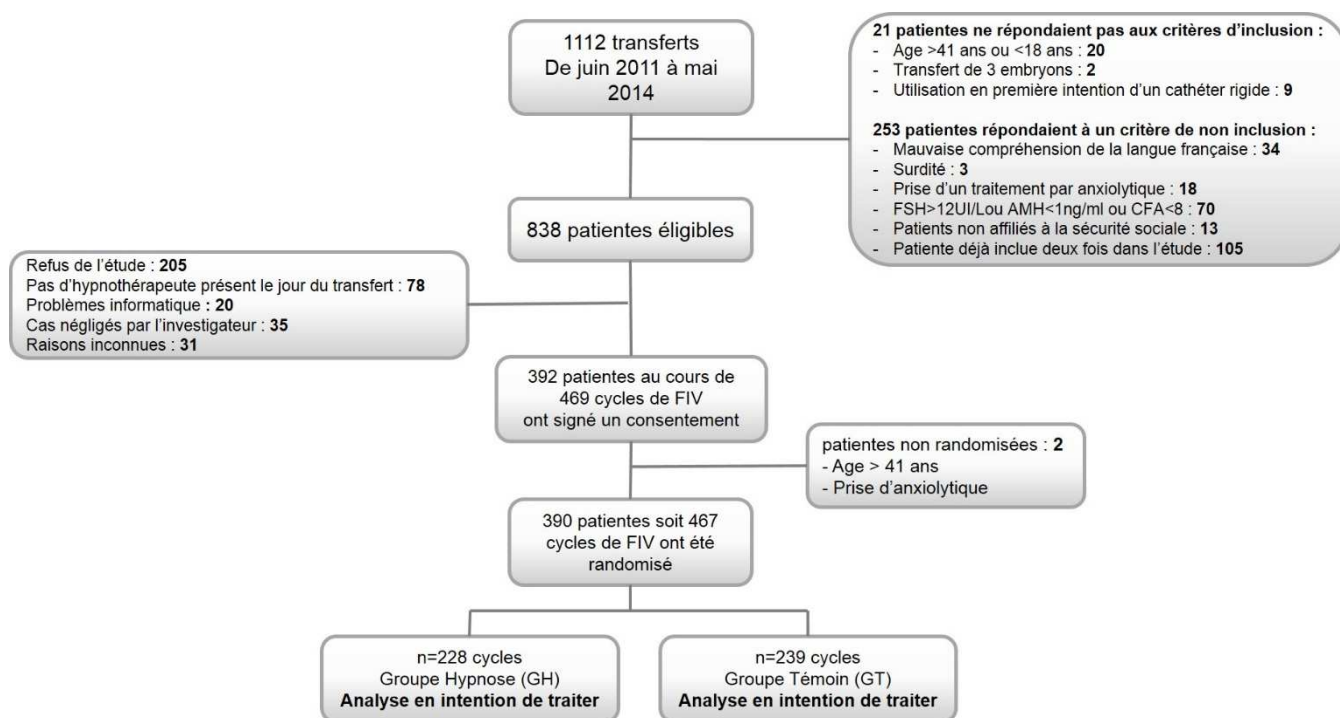 1112 transferts
De juin 2011 à mai
2014
21 patientes ne répondaient pas aux critères d'inclusion :
- Age >41 ans ou <18 ans : 20
- Transfert de 3 embryons : 2
- Utilisation en première intention d'un cathéter rigide : 9
253 patientes répondaient à un critère de non inclusion :
- Mauvaise compréhension de la langue française : 34
- Surdité : 3
- Prise d'un traitement par anxiolytique : 18
- FSH>12UI/Lou AMH<1ng/ml ou CFA<8 : 70
- Patients non affiliés à la sécurité sociale : 13
- Patiente déjà inclue deux fois dans l'étude : 105
838 patientes éligibles
Refus de l'étude : 205
Pas d'hypnothérapeute présent le jour du transfert : 78
Problèmes informatique : 20
Cas négligés par l'investigateur : 35
Raisons inconnues : 31
392 patientes au cours de
469 cycles de FIV
ont signé un consentement
patientes non randomisées : 2
- Age > 41 ans
- Prise d'anxiolytique
390 patientes soit 467
cycles de FIV ont été
randomisé
n=228 cycles
Groupe Hypnose (GH)
Analyse en intention de traiter
n=239 cycles
Groupe Témoin (GT)
Analyse en intention de traiter